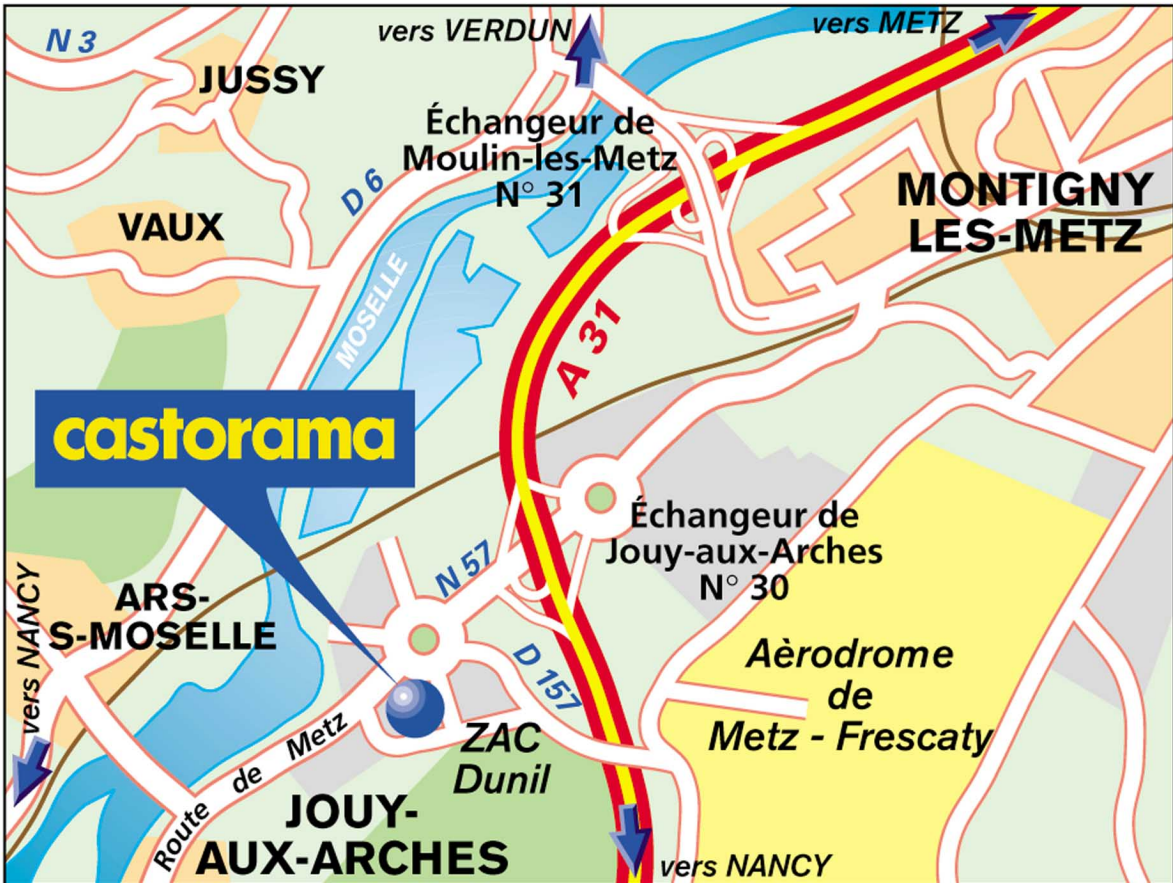 N 3
vers VERDUN
vers METZ
JUSSY
Échangeur de
Moulin-les-Metz
N° 31
D 6
MONTIGNY
LES-METZ
VAUX
MOSELLE
A 31
castorama
Échangeur de
Jouy-aux-Arches
N° 30
N 57
ARS-
S-MOSELLE
vers NANCY
D 157
Aèrodrome
de
Metz - Frescaty
Route de Metz
ZAC
Dunil
JOUY-
AUX-ARCHES
vers NANCY